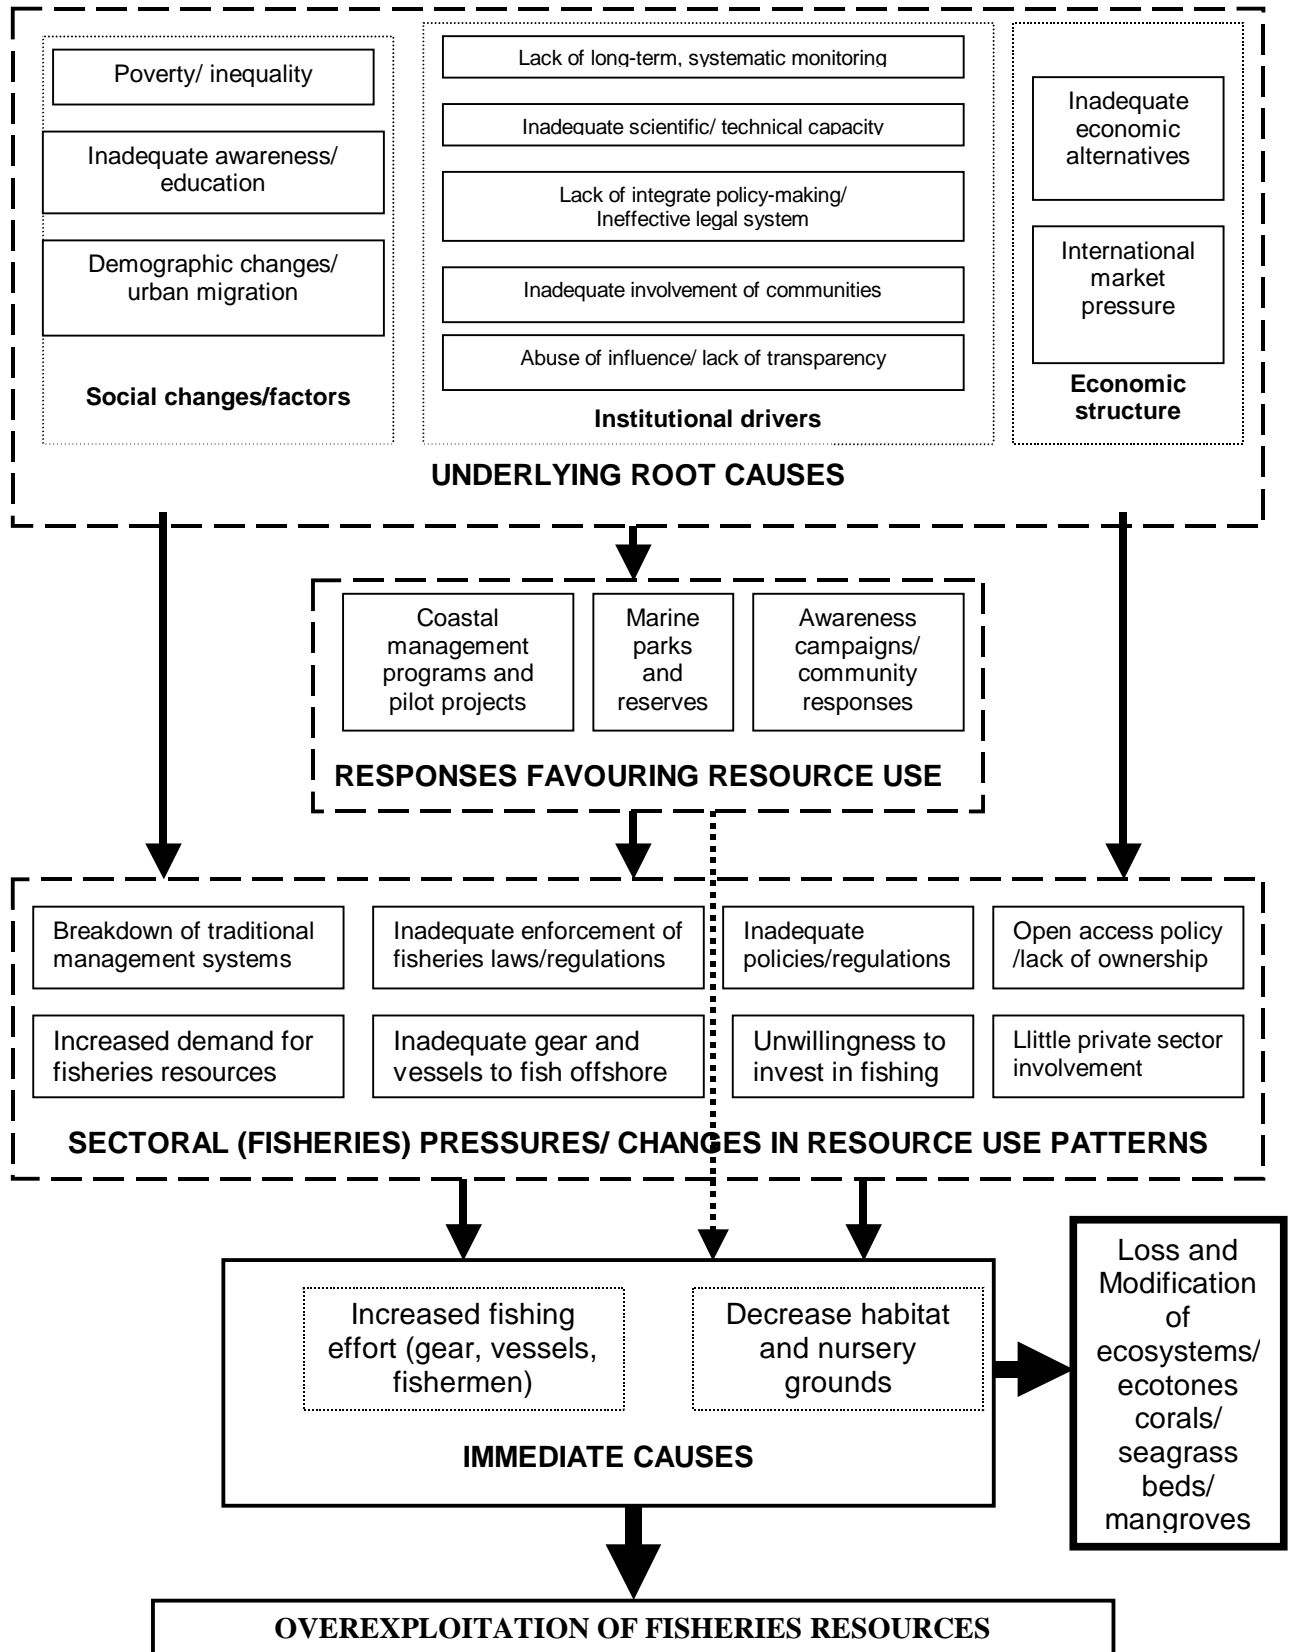 Poverty/ inequality
Inadequate awareness/
education
Demographic changes/
urban migration
Social changes/factors
Lack of long-term, systematic monitoring
Inadequate scientific/ technical capacity
Lack of integrate policy-making/
Ineffective legal system
Inadequate involvement of communities
Abuse of influence/ lack of transparency
Institutional drivers
Inadequate
economic
alternatives
International
market
pressure
Economic
structure
UNDERLYING ROOT CAUSES
Coastal
management
programs and
pilot projects
Marine
parks
and
reserves
Awareness
campaigns/
community
responses
RESPONSES FAVOURING RESOURCE USE
Breakdown of traditional
management systems
Inadequate enforcement of
fisheries laws/regulations
Inadequate
policies/regulations
Open access policy
/lack of ownership
Increased demand for
fisheries resources
Inadequate gear and
vessels to fish offshore
Unwillingness to
invest in fishing
Llittle private sector
involvement
SECTORAL (FISHERIES) PRESSURES/ CHANGES IN RESOURCE USE PATTERNS
Increased fishing
effort (gear, vessels,
fishermen)
Decrease habitat
and nursery
grounds
IMMEDIATE CAUSES
Loss and
Modification
of
ecosystems/
ecotones
corals/
seagrass
beds/
mangroves
OVEREXPLOITATION OF FISHERIES RESOURCES